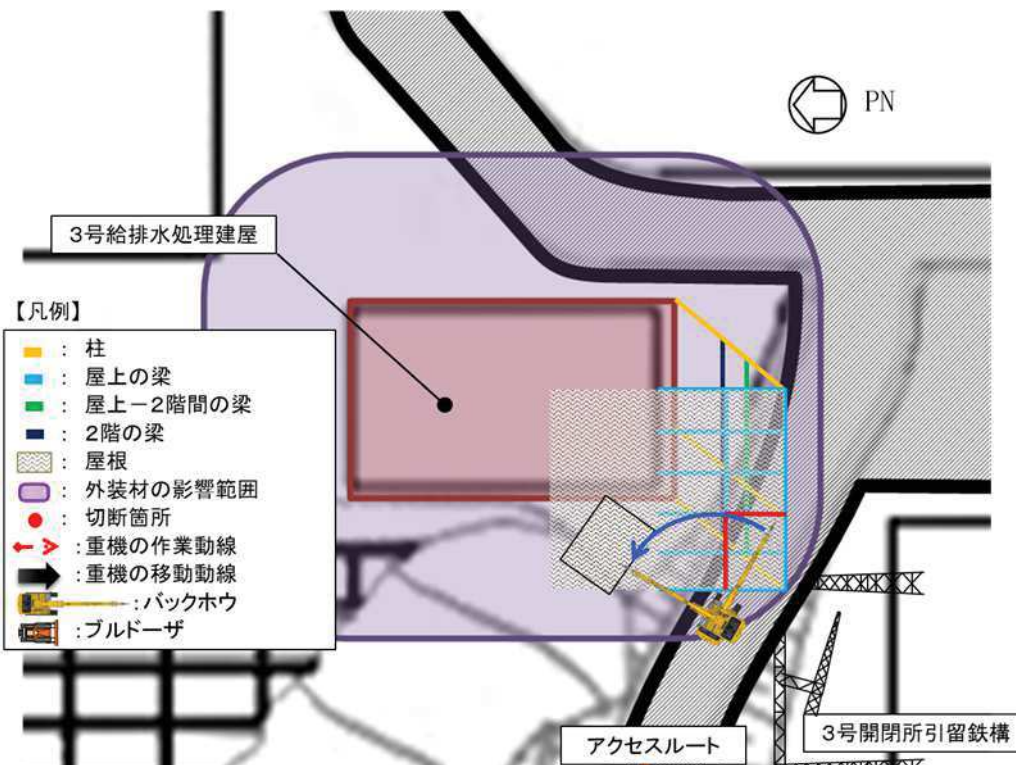 PN
3号給排水処理建屋
【凡例】
: 柱
: 屋上の梁
: 屋上－2階間の梁
: 2階の梁
: 屋根
: 外装材の影響範囲
: 切断箇所
: 重機の作業動線
: 重機の移動動線
: バックホウ
: ブルドーザ
アクセスルート
3号開閉所引留鉄構